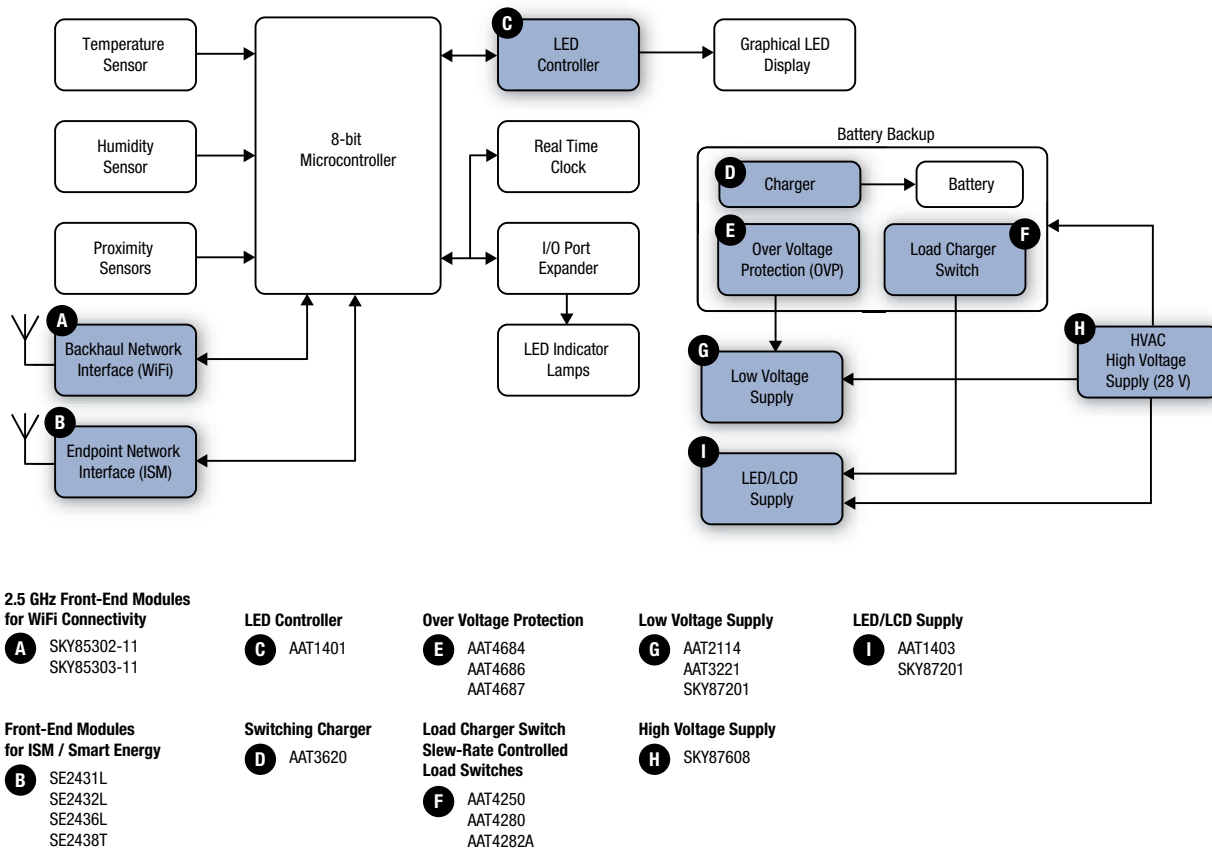 C
Temperature
Sensor
LED
Controller
Graphical LED
Display
Humidity
Sensor
8-bit
Microcontroller
Real Time
Clock
Battery Backup
D
Charger
Battery
Proximity
Sensors
I/O Port
Expander
E
Over Voltage
Protection (OVP)
F
Load Charger
Switch
A
Backhaul Network
Interface (WiFi)
LED Indicator
Lamps
G
Low Voltage
Supply
H
HVAC
High Voltage
Supply (28 V)
B
Endpoint Network
Interface (ISM)
I
LED/LCD
Supply
2.5 GHz Front-End Modules
for WiFi Connectivity
A
SKY85302-11
SKY85303-11
LED Controller
C
AAT1401
Over Voltage Protection
E
AAT4684
AAT4686
AAT4687
Low Voltage Supply
G
AAT2114
AAT3221
SKY87201
LED/LCD Supply
I
AAT1403
SKY87201
Front-End Modules
for ISM / Smart Energy
B
SE2431L
SE2432L
SE2436L
SE2438T
Switching Charger
D
AAT3620
Load Charger Switch
Slew-Rate Controlled
Load Switches
F
AAT4250
AAT4280
AAT4282A
High Voltage Supply
H
SKY87608